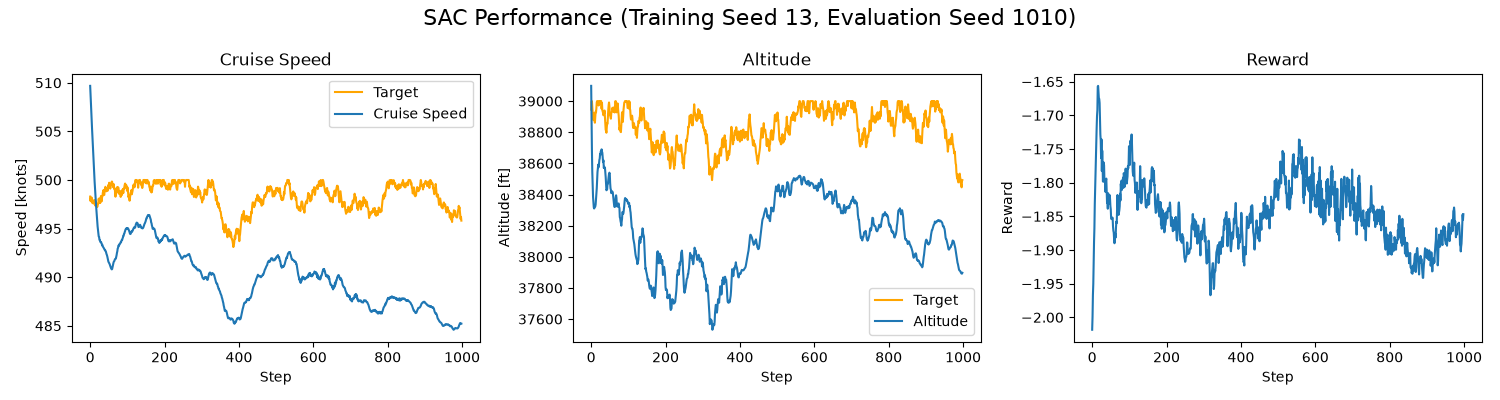 SAC Performance (Training Seed 13, Evaluation Seed 1010)
Cruise Speed
510
505
500
495
490
485
Speed [knots]
0 200 400 600 800 1000
Step
Target
Cruise Speed
Altitude
39000
38800
38600
38400
38200
38000
37800
37600
Altitude [ft]
0 200 400 600 800 1000
Step
Target
Altitude
Reward
−1.65
−1.70
−1.75
−1.80
−1.85
−1.90
−1.95
−2.00
Reward
0 200 400 600 800 1000
Step